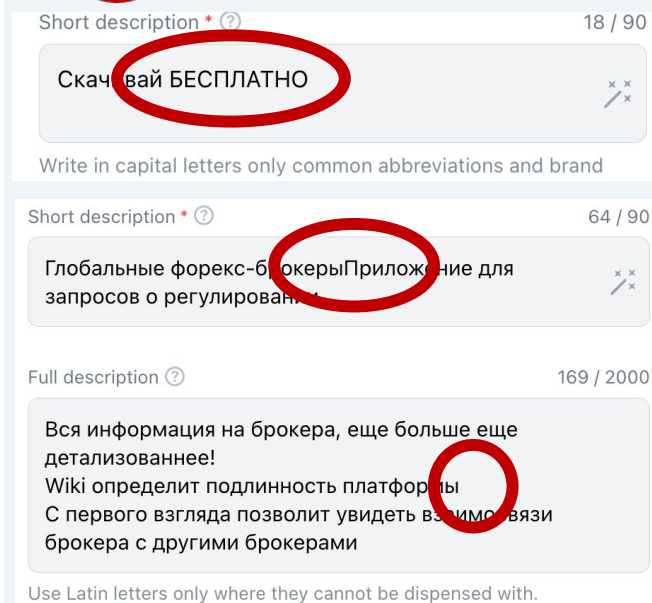 Short description *
18 / 90
Скачивай БЕСПЛАТНО
Write in capital letters only common abbreviations and brand
Short description *
64 / 90
Глобальные форекс-брокерыПриложение для
запросов о регулировании
Full description
169 / 2000
Вся информация на брокера, еще больше еще
детализованнее!
Wiki определит подлинность платформы
С первого взгляда позволит увидеть взаимосвязи
брокера с другими брокерами
Use Latin letters only where they cannot be dispensed with.